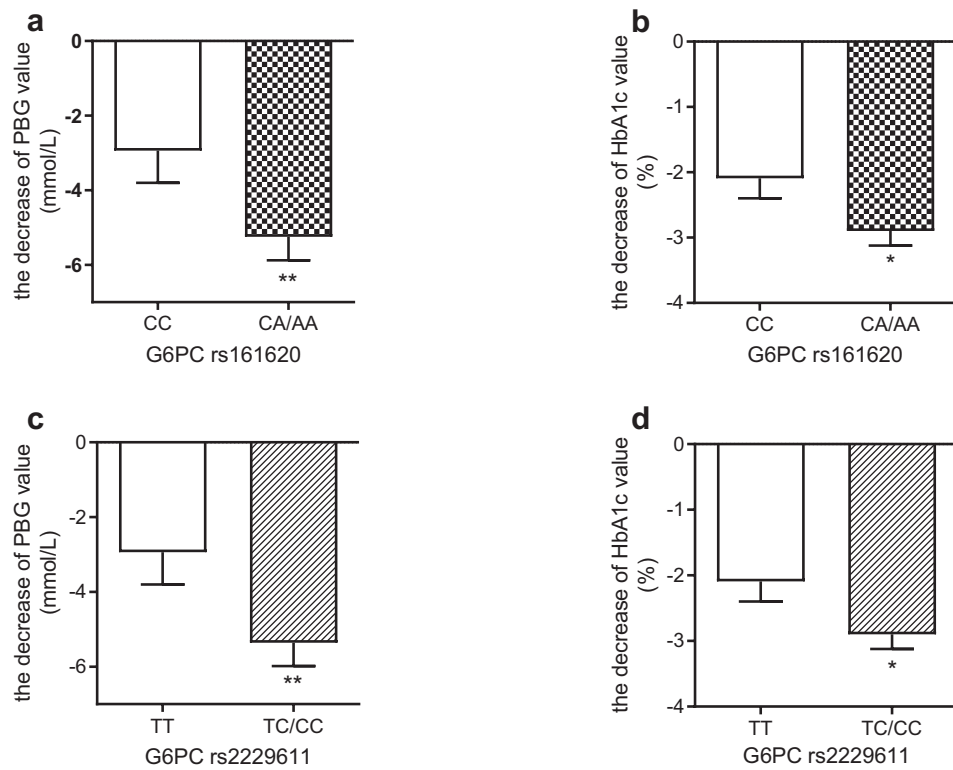 a
the decrease of PBG value
(mmol/L)
0
-2
-4
-6
**
CC CA/AA
G6PC rs161620
b
the decrease of HbA1c value
(%)
0
-1
-2
-3
-4
*
CC CA/AA
G6PC rs161620
c
the decrease of PBG value
(mmol/L)
0
-2
-4
-6
**
TT TC/CC
G6PC rs2229611
d
the decrease of HbA1c value
(%)
0
-1
-2
-3
-4
*
TT TC/CC
G6PC rs2229611